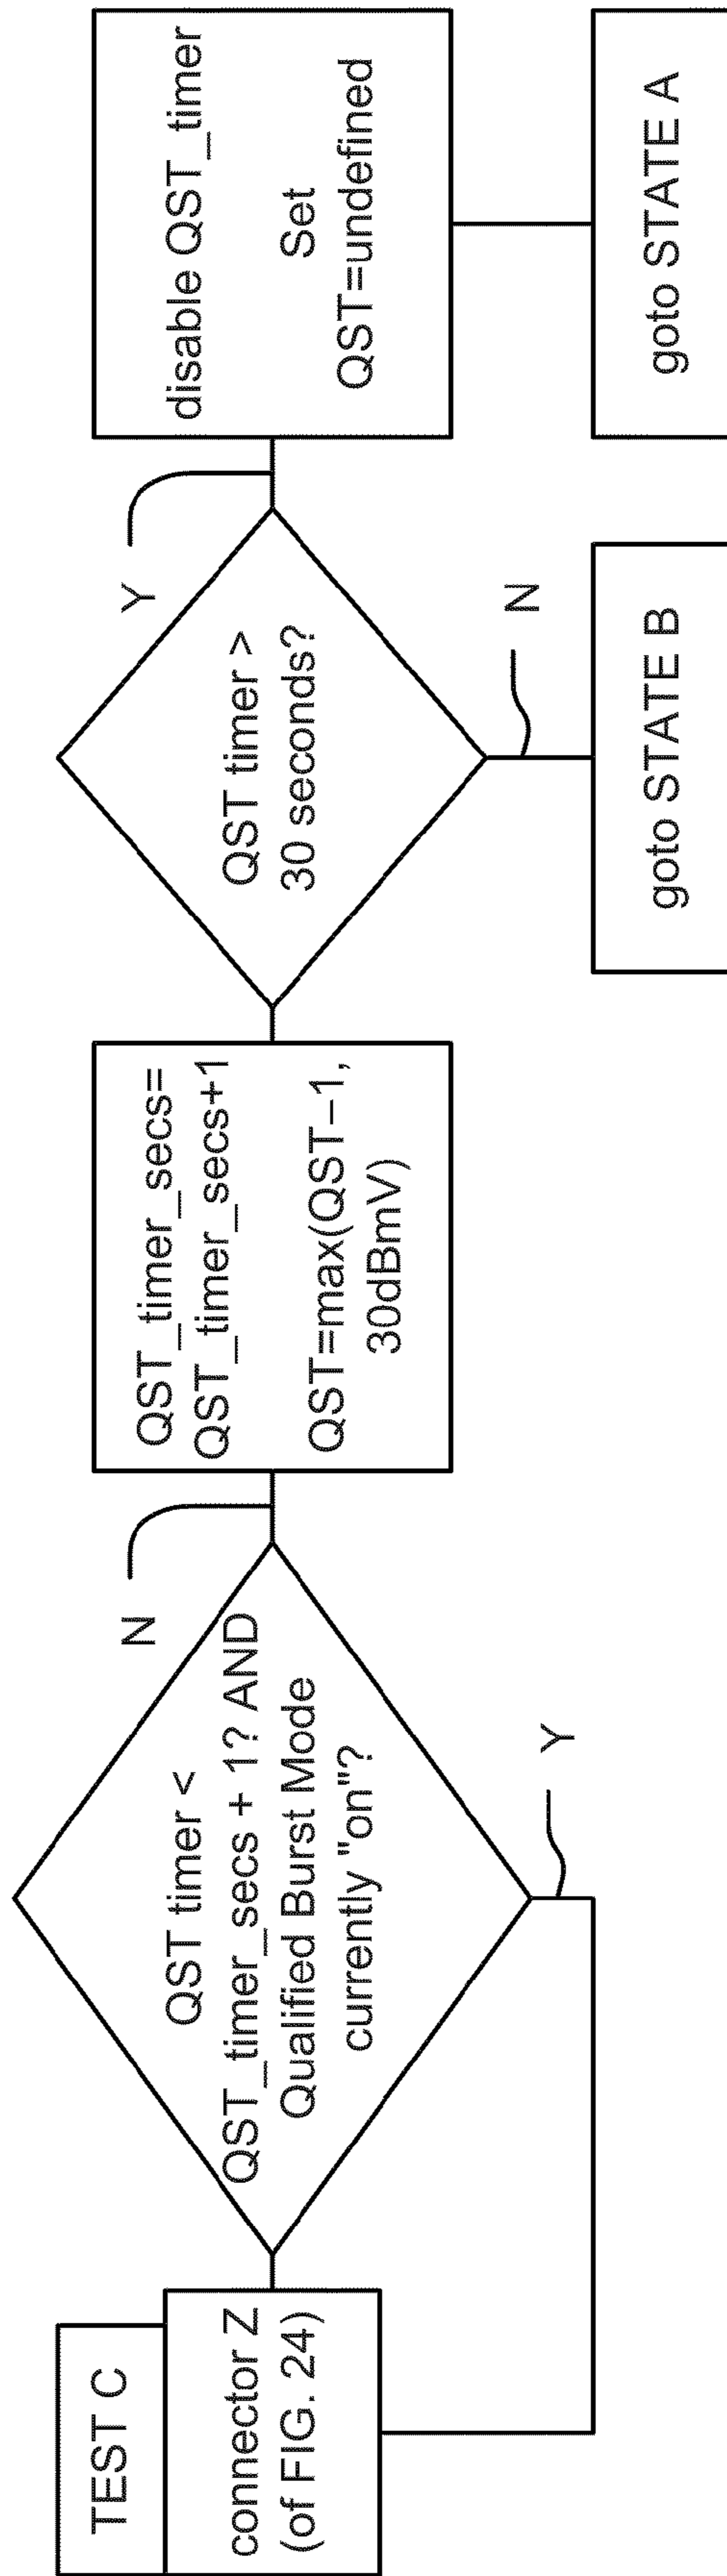 TEST C
connector Z
(of FIG. 24)
QST timer <
QST_timer_secs + 1? AND
Qualified Burst Mode
currently "on"?
N
Y
QST_timer_secs=
QST_timer_secs+1
QST=max(QST–1,
30dBmV)
QST timer >
30 seconds?
Y
N
disable QST_timer
Set
QST=undefined
goto STATE B
goto STATE A